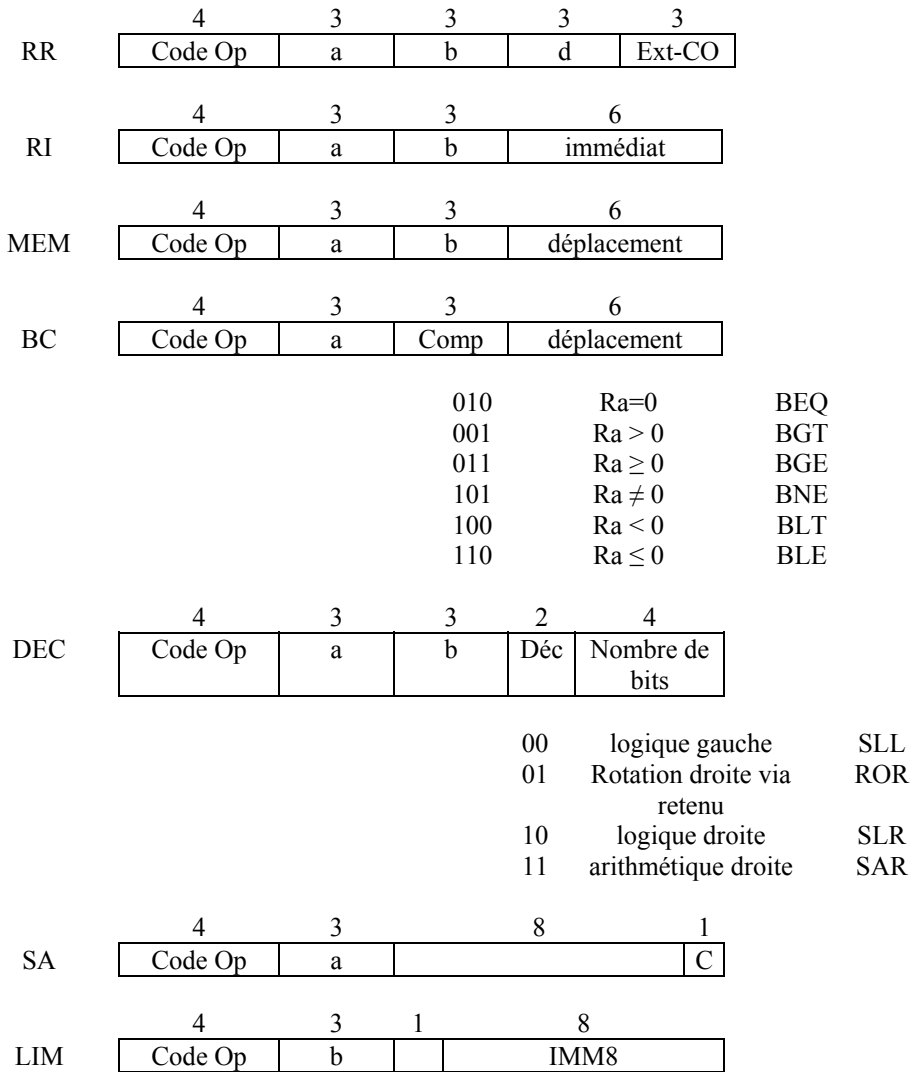 4 3 3 3 3
RR Code Op a b d Ext-CO
4 3 3 6
RI Code Op a b immédiat
4 3 3 6
MEM Code Op a b déplacement
4 3 3 6
BC Code Op a Comp déplacement
010 Ra=0 BEQ
001 Ra > 0 BGT
011 Ra ≥ 0 BGE
101 Ra ≠ 0 BNE
100 Ra < 0 BLT
110 Ra ≤ 0 BLE
4 3 3 2 4
DEC Code Op a b Déc Nombre de
bits
00 logique gauche SLL
01 Rotation droite via ROR
retenu
10 logique droite SLR
11 arithmétique droite SAR
4 3 8 1
SA Code Op a C
4 3 1 8
LIM Code Op b IMM8